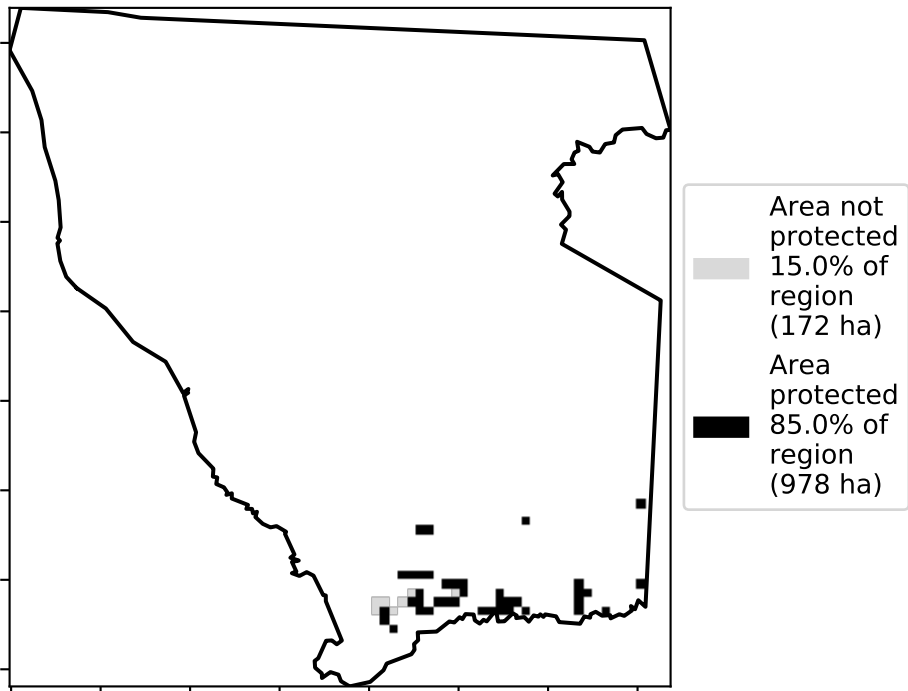 Area not
protected
15.0% of
region
(172 ha)
Area
protected
85.0% of
region
(978 ha)